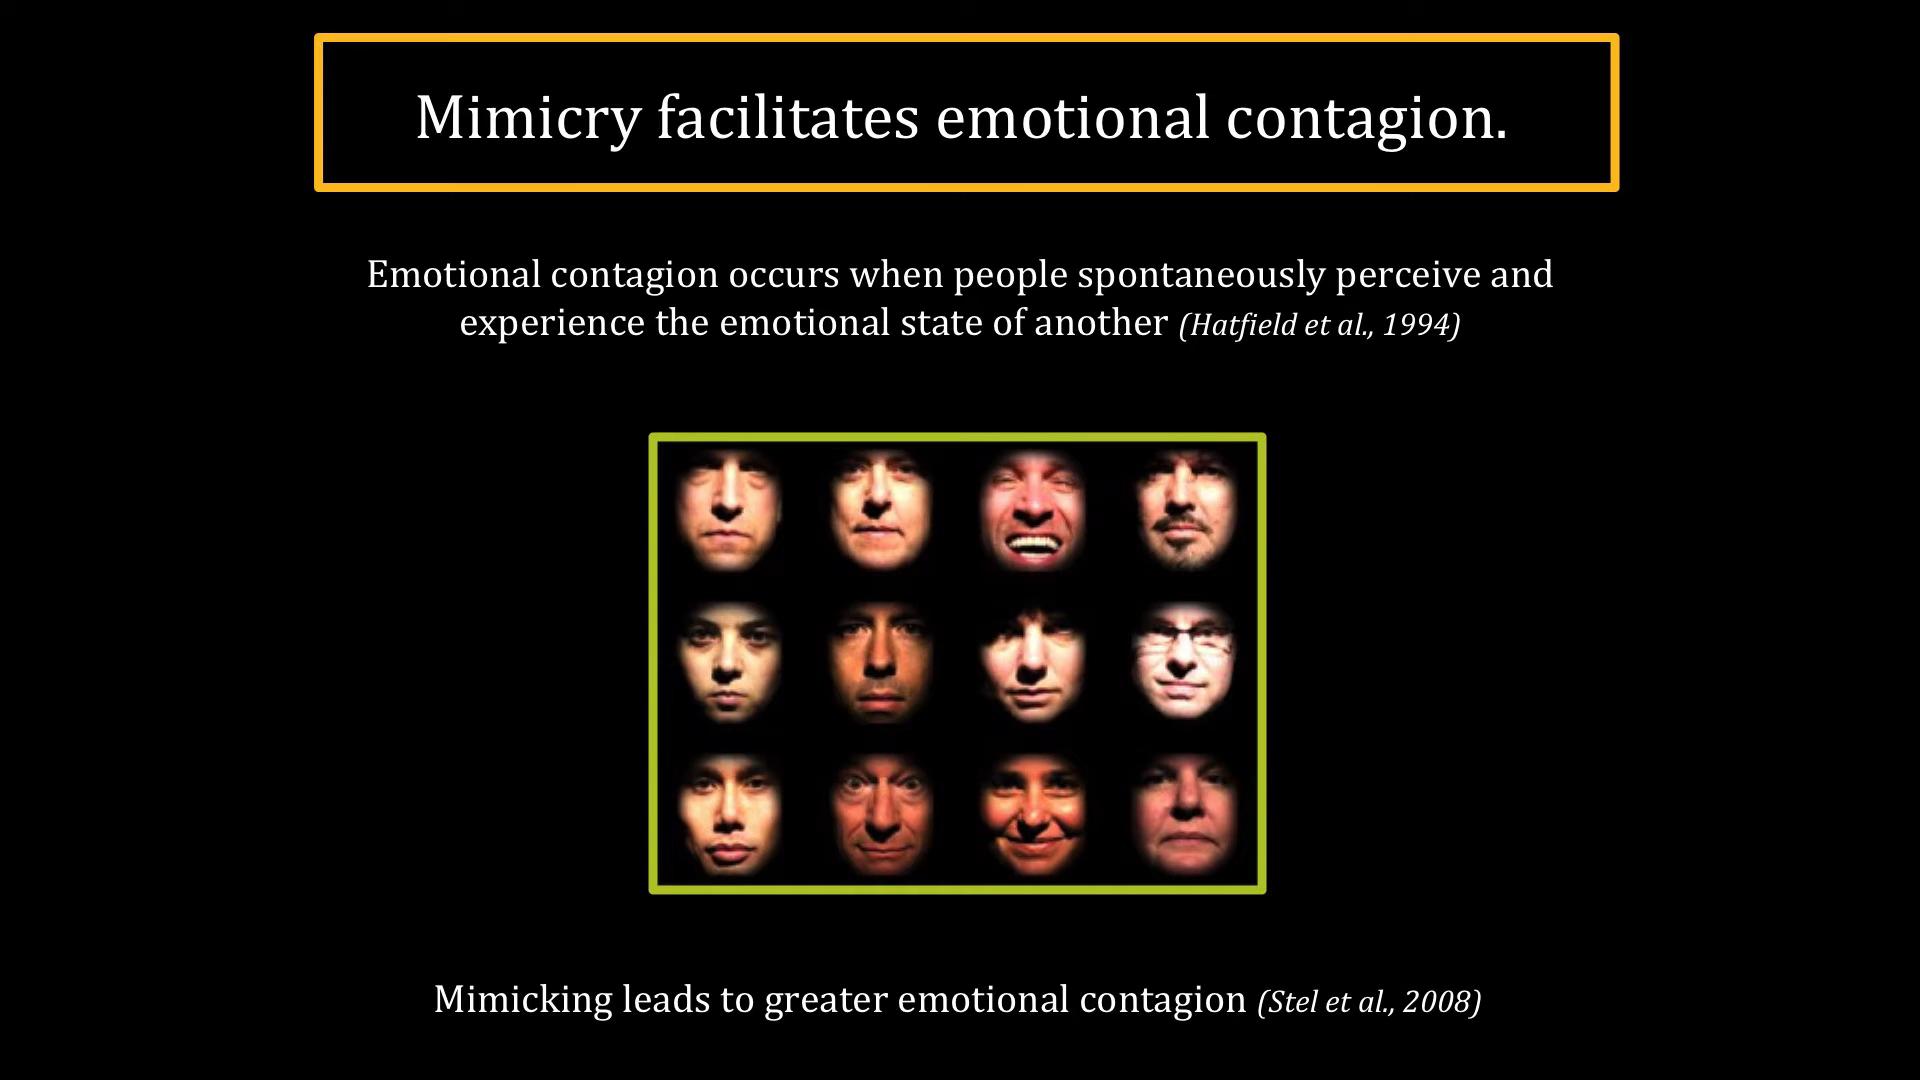 Mimicry facilitates emotional contagion.
Emotional contagion occurs when people spontaneously perceive and
experience the emotional state of another (Hatfield et al., 1994)
Mimicking leads to greater emotional contagion (Stel et al., 2008)